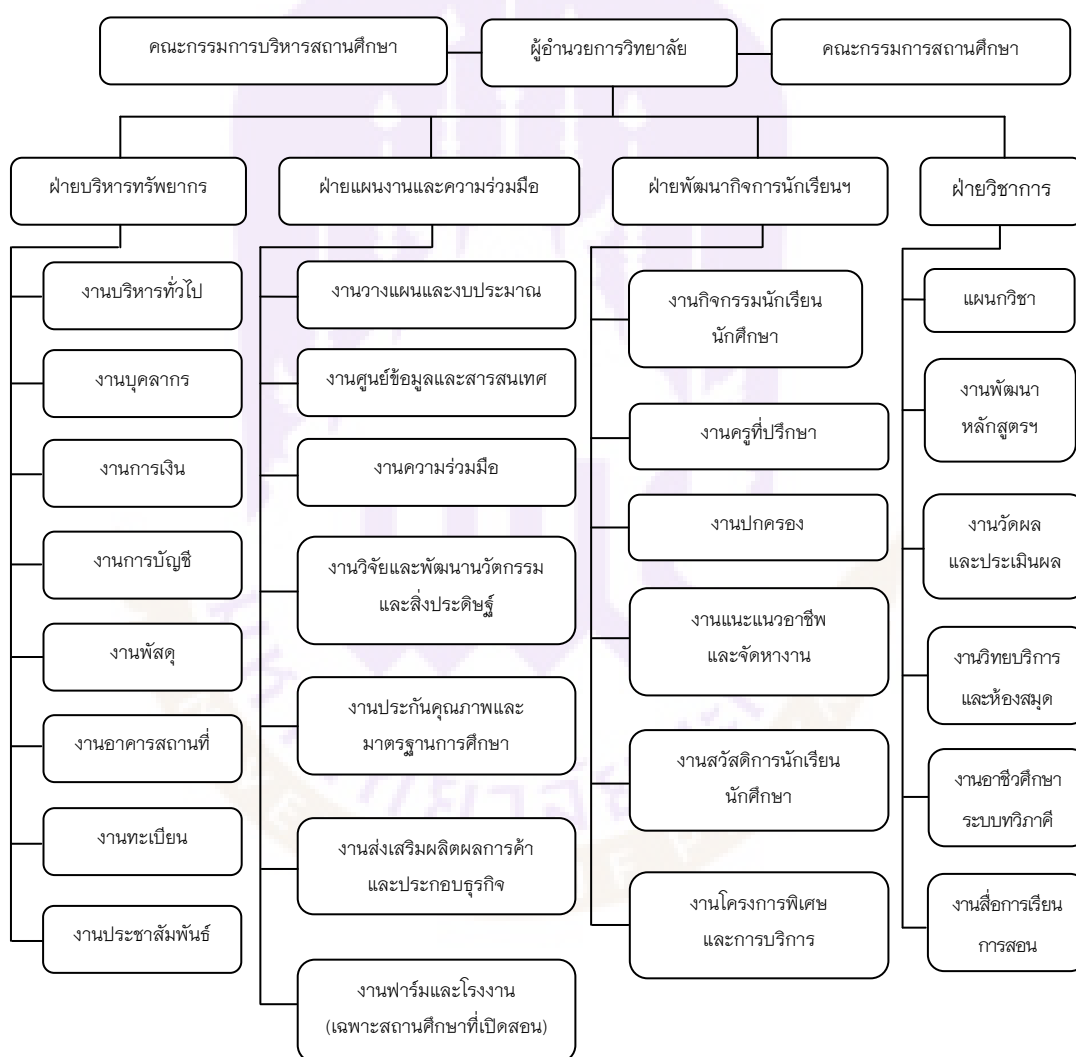 คณะกรรมการบริหารสถานศึกษา
ผู้อำนวยการวิทยาลัย
คณะกรรมการสถานศึกษา
ฝ่ายบริหารทรัพยากร
ฝ่ายแผนงานและความร่วมมือ
ฝ่ายพัฒนากิจการนักเรียนฯ
ฝ่ายวิชาการ
งานบริหารทั่วไป
งานบุคลากร
งานการเงิน
งานการบัญชี
งานพัสดุ
งานอาคารสถานที่
งานทะเบียน
งานประชาสัมพันธ์
งานวางแผนและงบประมาณ
งานศูนย์ข้อมูลและสารสนเทศ
งานความร่วมมือ
งานวิจัยและพัฒนานวัตกรรม
และสิ่งประดิษฐ์
งานประกันคุณภาพและ
มาตรฐานการศึกษา
งานส่งเสริมผลิตผลการค้า
และประกอบธุรกิจ
งานฟาร์มและโรงงาน
(เฉพาะสถานศึกษาที่เปิดสอน)
งานกิจกรรมนักเรียน
นักศึกษา
งานครูที่ปรึกษา
งานปกครอง
งานแนะแนวอาชีพ
และจัดหางาน
งานสวัสดิการนักเรียน
นักศึกษา
งานโครงการพิเศษ
และการบริการ
แผนกวิชา
งานพัฒนา
หลักสูตรฯ
งานวัดผล
และประเมินผล
งานวิทยบริการ
และห้องสมุด
งานอาชีวศึกษา
ระบบทวิภาคี
งานสื่อการเรียน
การสอน